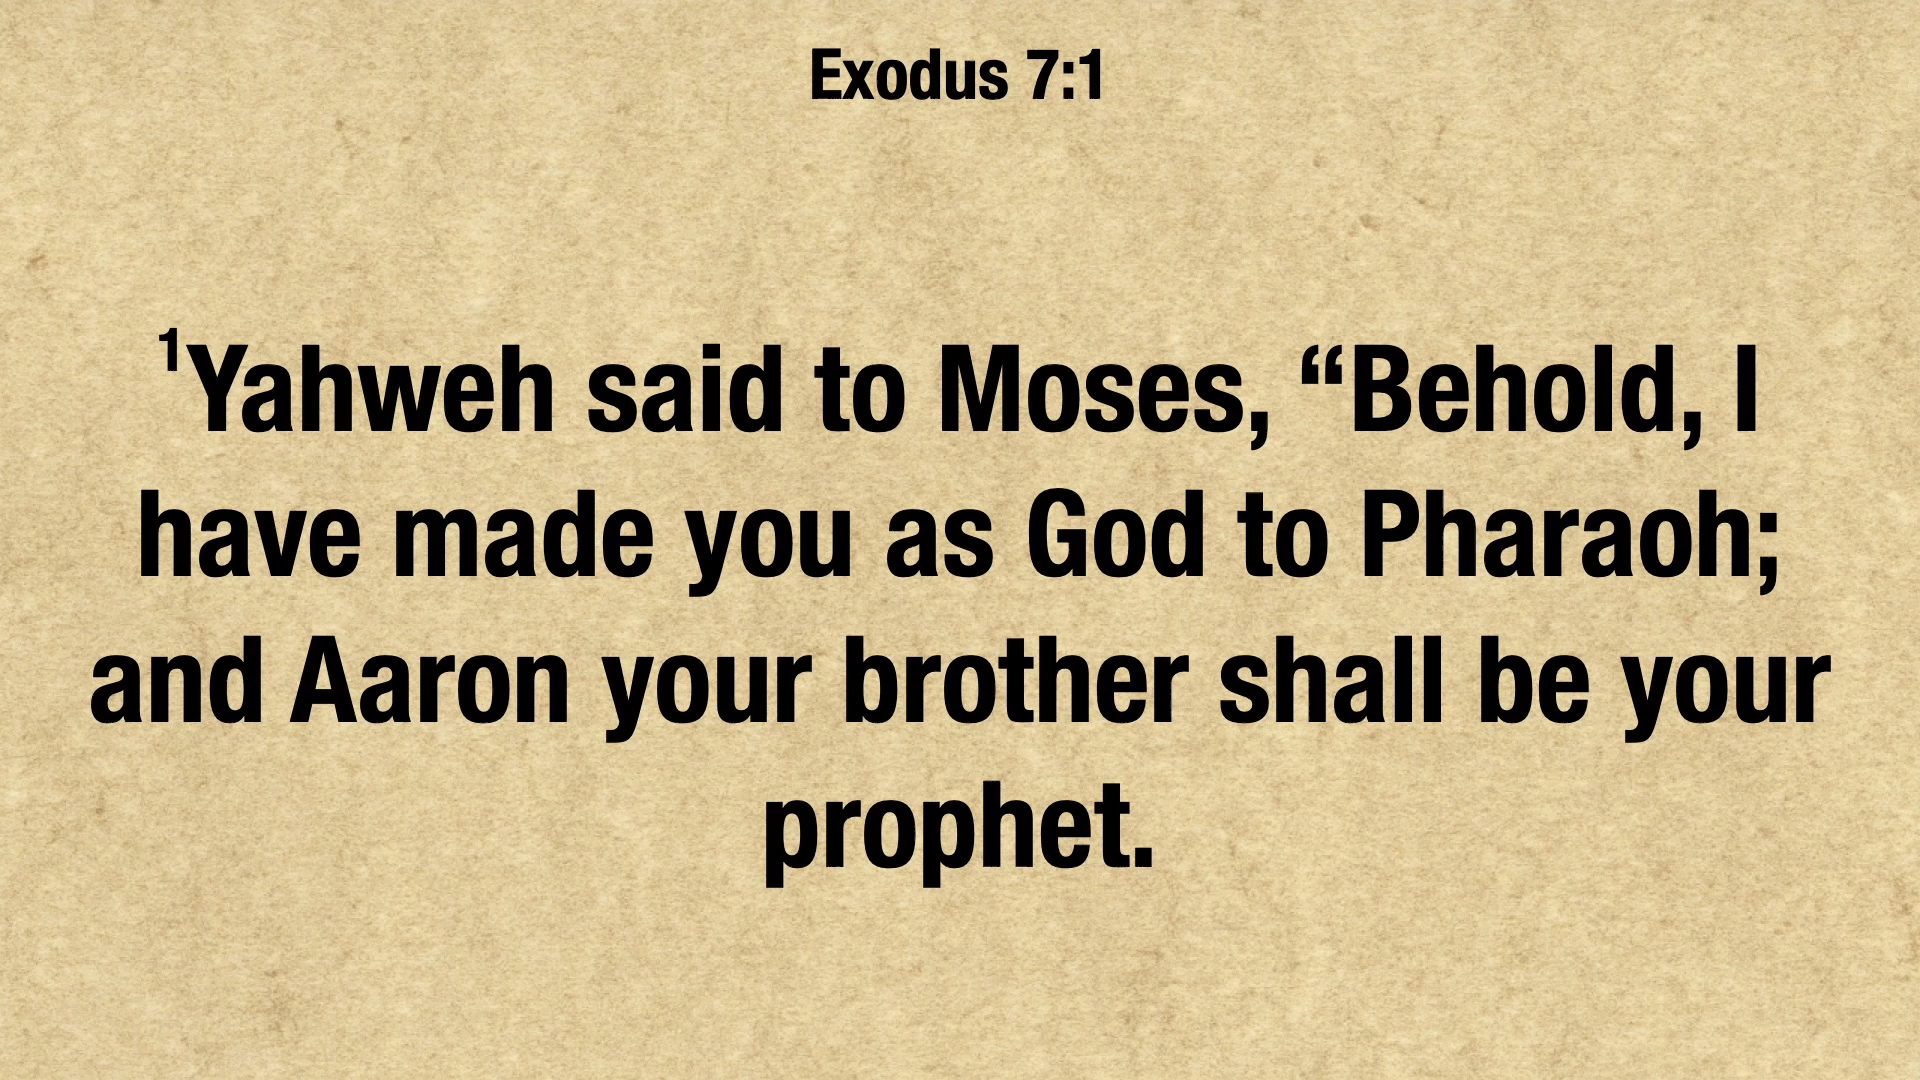 Exodus 7:1
¹Yahweh said to Moses, “Behold, I
have made you as God to Pharaoh;
and Aaron your brother shall be your
prophet.